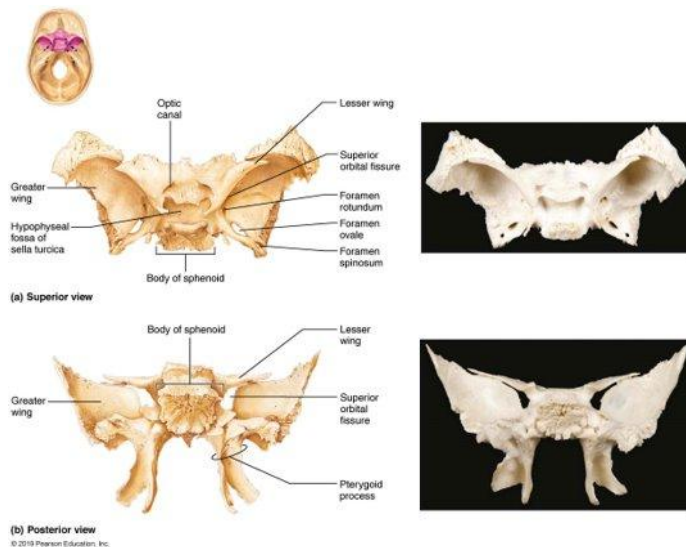 Optic
canal
Lesser wing
Greater
wing
Superior
orbital fissure
Foramen
rotundum
Hypophyseal
fossa of
sella turcica
Foramen
ovale
Foramen
spinosum
Body of sphenoid
(a) Superior view
Body of sphenoid
Lesser
wing
Greater
wing
Superior
orbital
fissure
Pterygoid
process
(b) Posterior view
© 2019 Pearson Education, Inc.